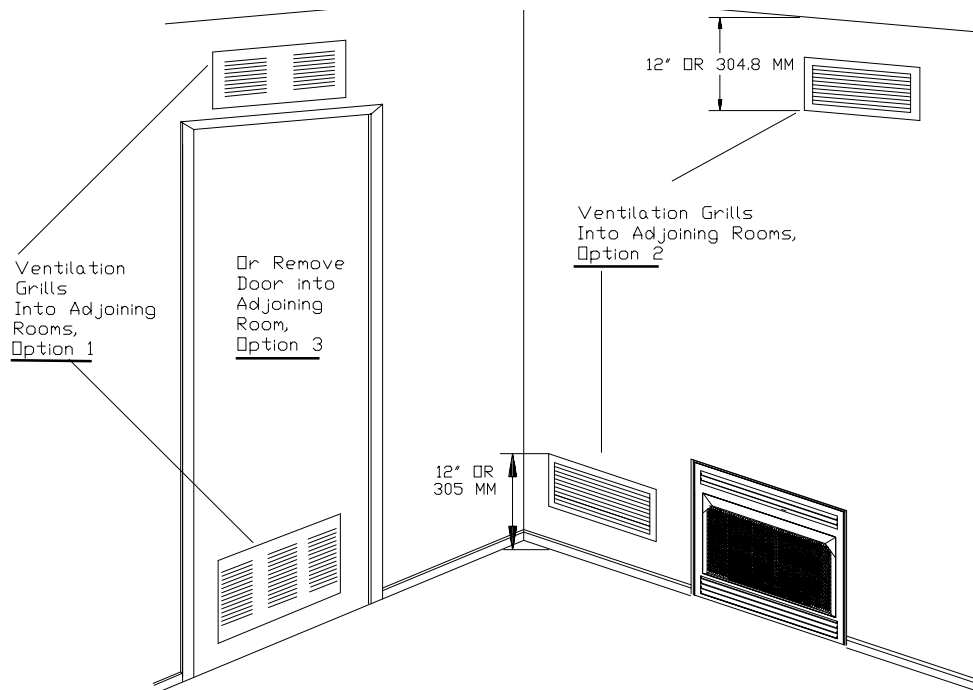 12" OR 304.8 MM
Ventilation Grills
Into Adjoining Rooms,
Option 2
Ventilation
Grills
Into Adjoining
Rooms,
Option 1
Or Remove
Door into
Adjoining
Room,
Option 3
12" OR
305 MM